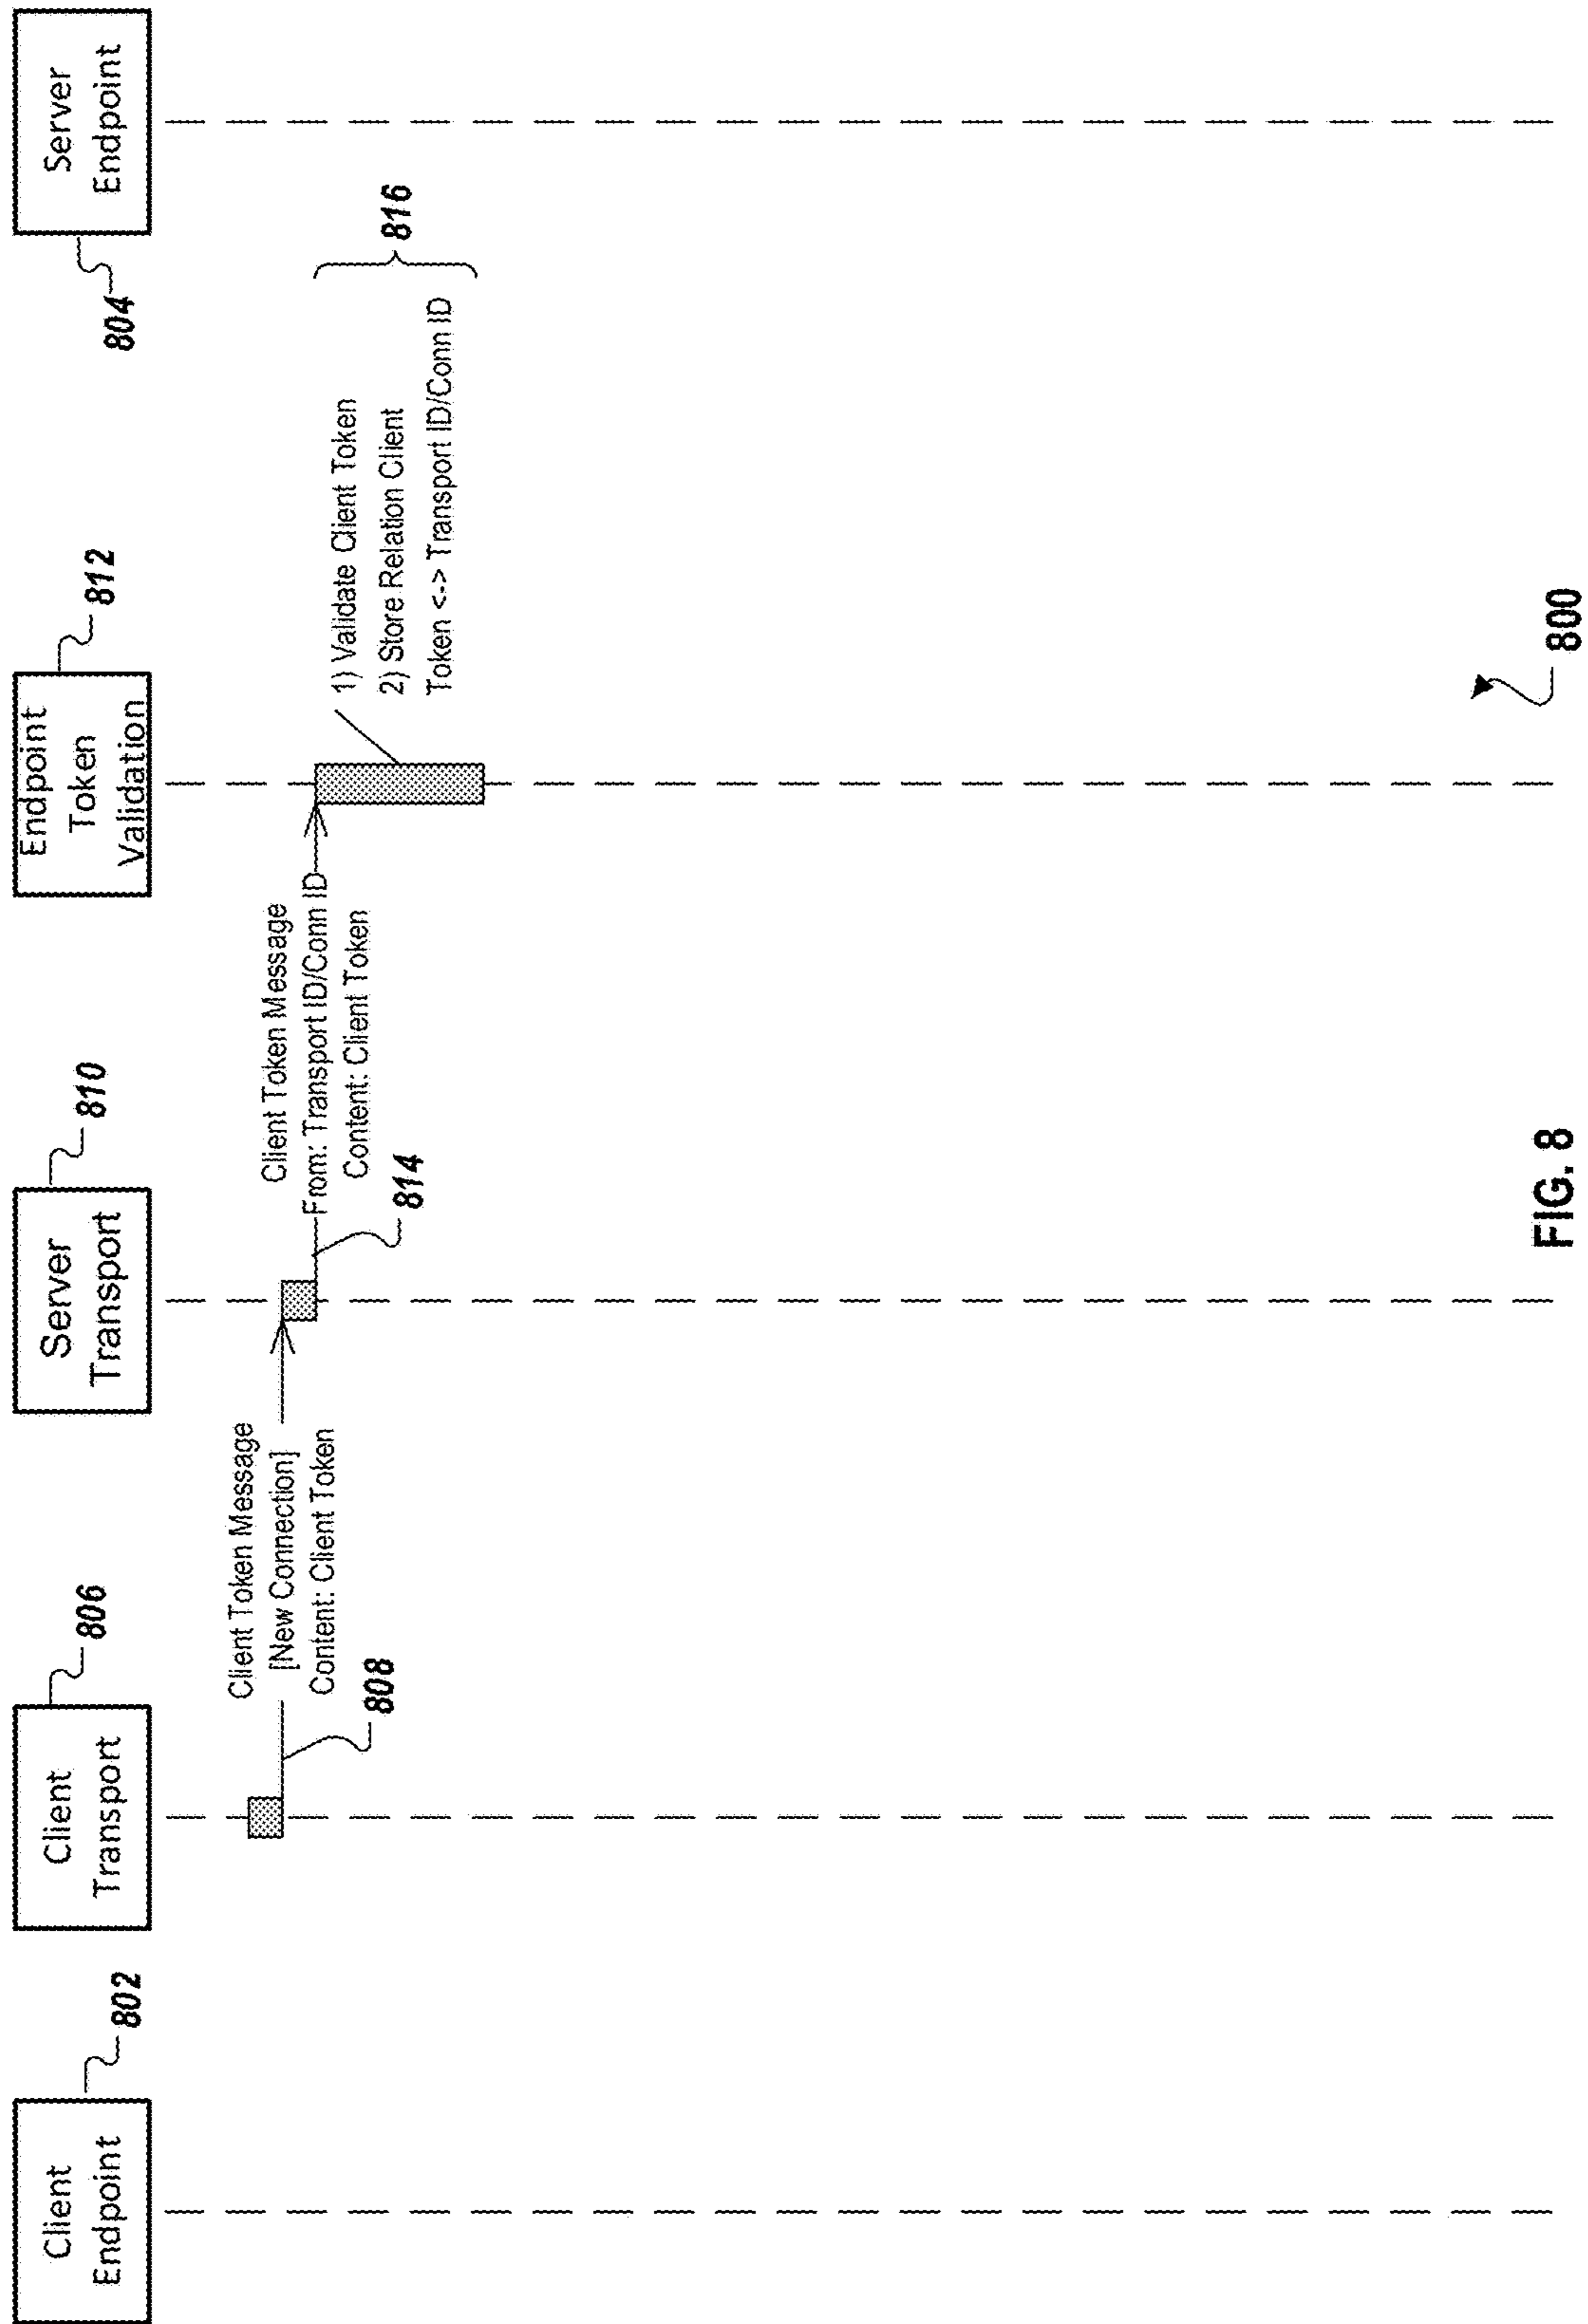 Client
Endpoint
802
Client
Transport
806
Server
Transport
810
Endpoint
Token
Validation
812
Server
Endpoint
804
Client Token Message
[New Connection]
Content: Client Token
808
Client Token Message
From: Transport ID/Conn ID
Content: Client Token
814
1) Validate Client Token
2) Store Relation Client
Token <-> Transport ID/Conn ID
816
800
FIG. 8